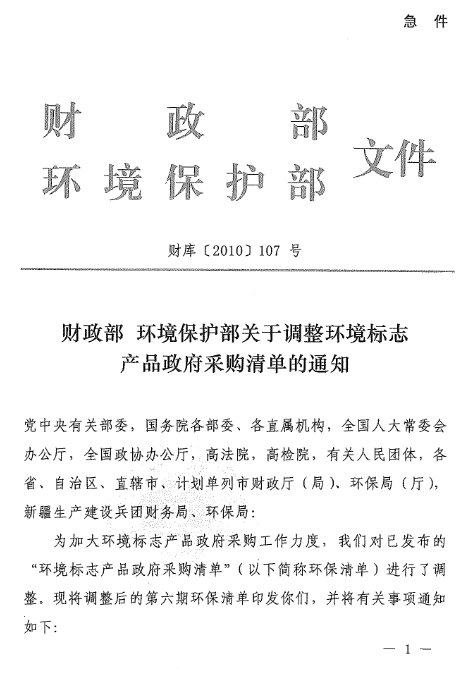 急 件
财 政 部
环 境 保 护 部
文件
财库〔2010〕107 号
财政部 环境保护部关于调整环境标志
产品政府采购清单的通知
党中央有关部委，国务院各部委、各直属机构，全国人大常委会
办公厅，全国政协办公厅，高法院，高检院，有关人民团体，各
省、自治区、直辖市、计划单列市财政厅（局）、环保局（厅），
新疆生产建设兵团财务局、环保局：
为加大环境标志产品政府采购工作力度，我们对已发布的
“环境标志产品政府采购清单”（以下简称环保清单）进行了调
整。现将调整后的第六期环保清单印发你们，并将有关事项通知
如下：
— 1 —